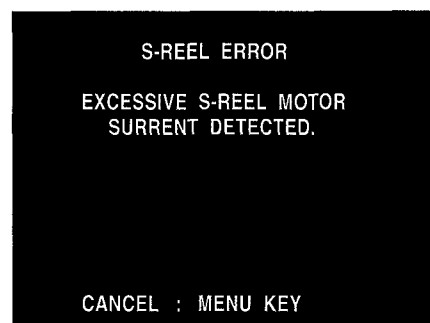 S-REEL ERROR
EXCESSIVE S-REEL MOTOR
SURRENT DETECTED.
CANCEL : MENU KEY